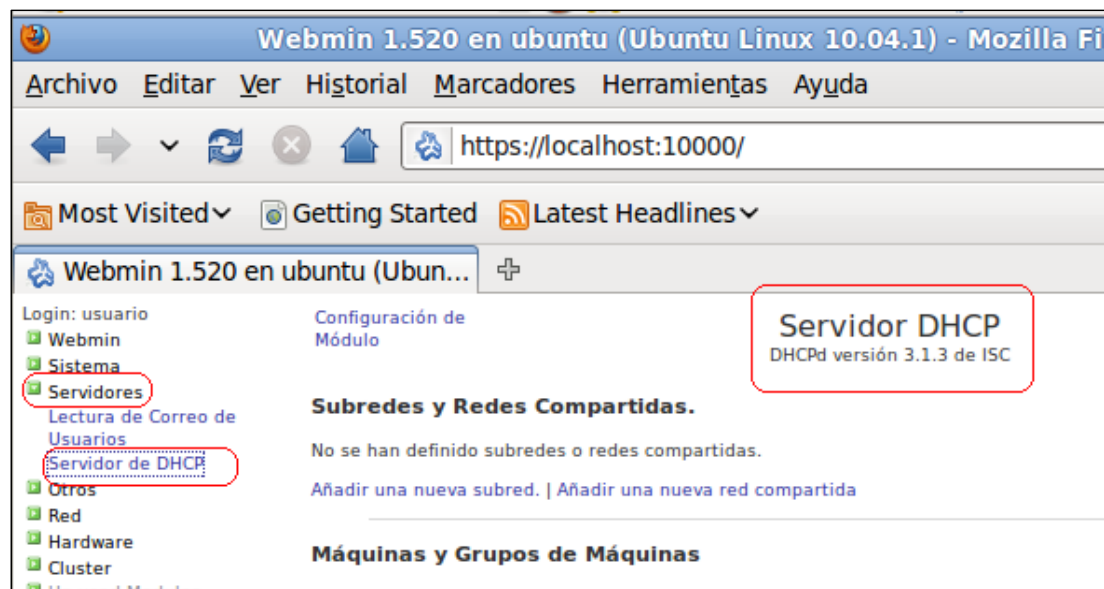 Webmin 1.520 en ubuntu (Ubuntu Linux 10.04.1) - Mozilla Fi
Archivo Editar Ver Historial Marcadores Herramientas Ayuda
https://localhost:10000/
Most Visited Getting Started Latest Headlines
Webmin 1.520 en ubuntu (Ubun...
Login: usuario
Webmin
Sistema
Servidores
Lectura de Correo de
Usuarios
Servidor de DHCP
Otros
Red
Hardware
Cluster
Configuración de
Módulo
Servidor DHCP
DHCPd versión 3.1.3 de ISC
Subredes y Redes Compartidas.
No se han definido subredes o redes compartidas.
Añadir una nueva subred. | Añadir una nueva red compartida
Máquinas y Grupos de Máquinas